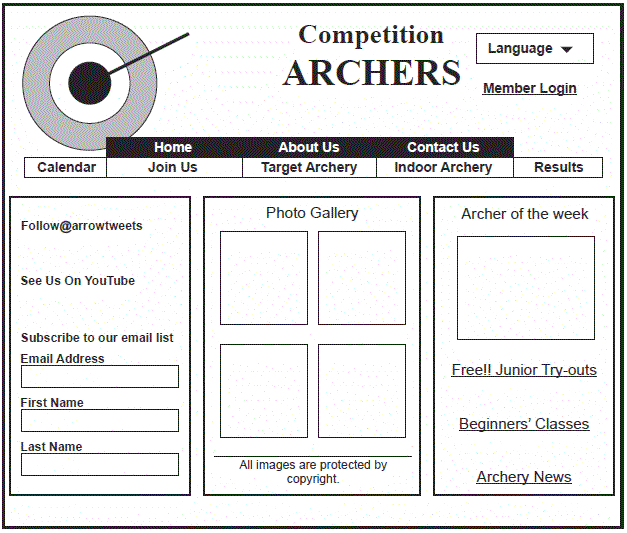 Competition
ARCHERS
Language
Member Login
Home About Us Contact Us
Calendar Join Us Target Archery Indoor Archery Results
Follow@arrowtweets
See Us On YouTube
Subscribe to our email list
Email Address
First Name
Last Name
Photo Gallery
All images are protected by
copyright.
Archer of the week
Free!! Junior Try-outs
Beginners’ Classes
Archery News